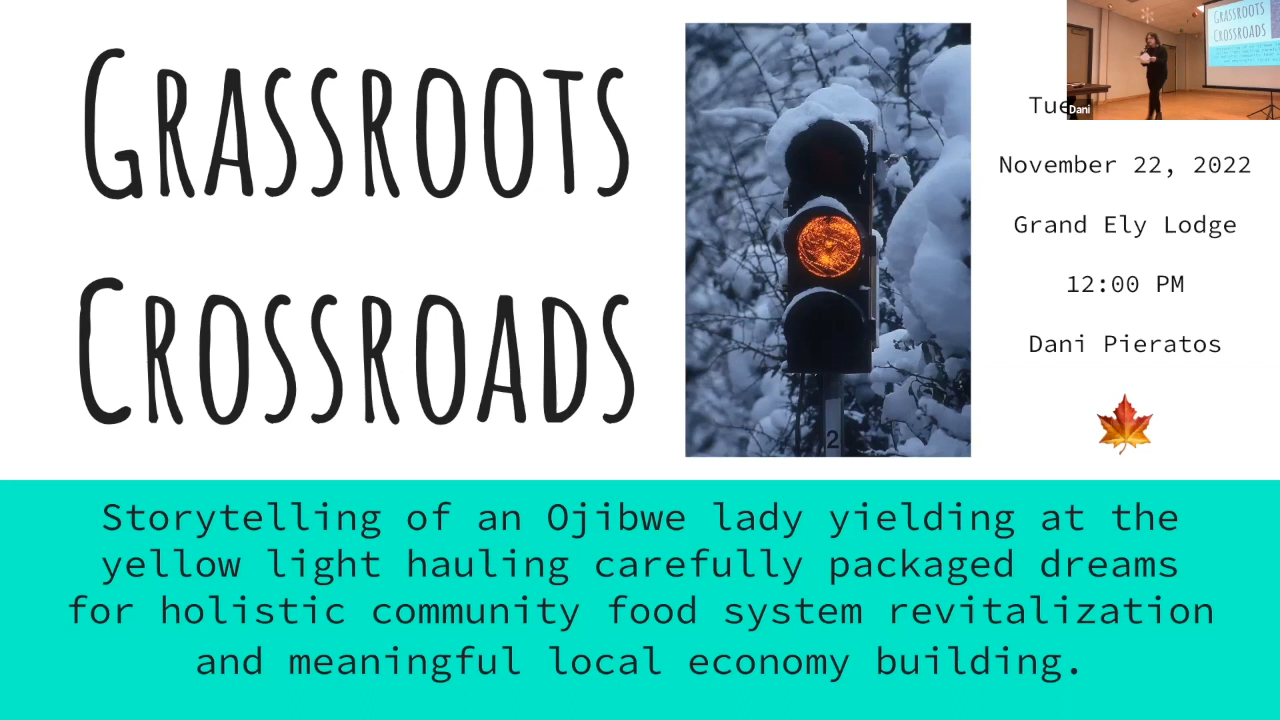 GRASSROOTS
CROSSROADS
Tue
November 22, 2022
Grand Ely Lodge
12:00 PM
Dani Pieratos
2
Dani
GRASSROOTS
CROSSROADS
Storytelling of an Ojibwe lady yielding at the
yellow light hauling carefully packaged dreams
for holistic community food system revitalization
and meaningful local economy building.